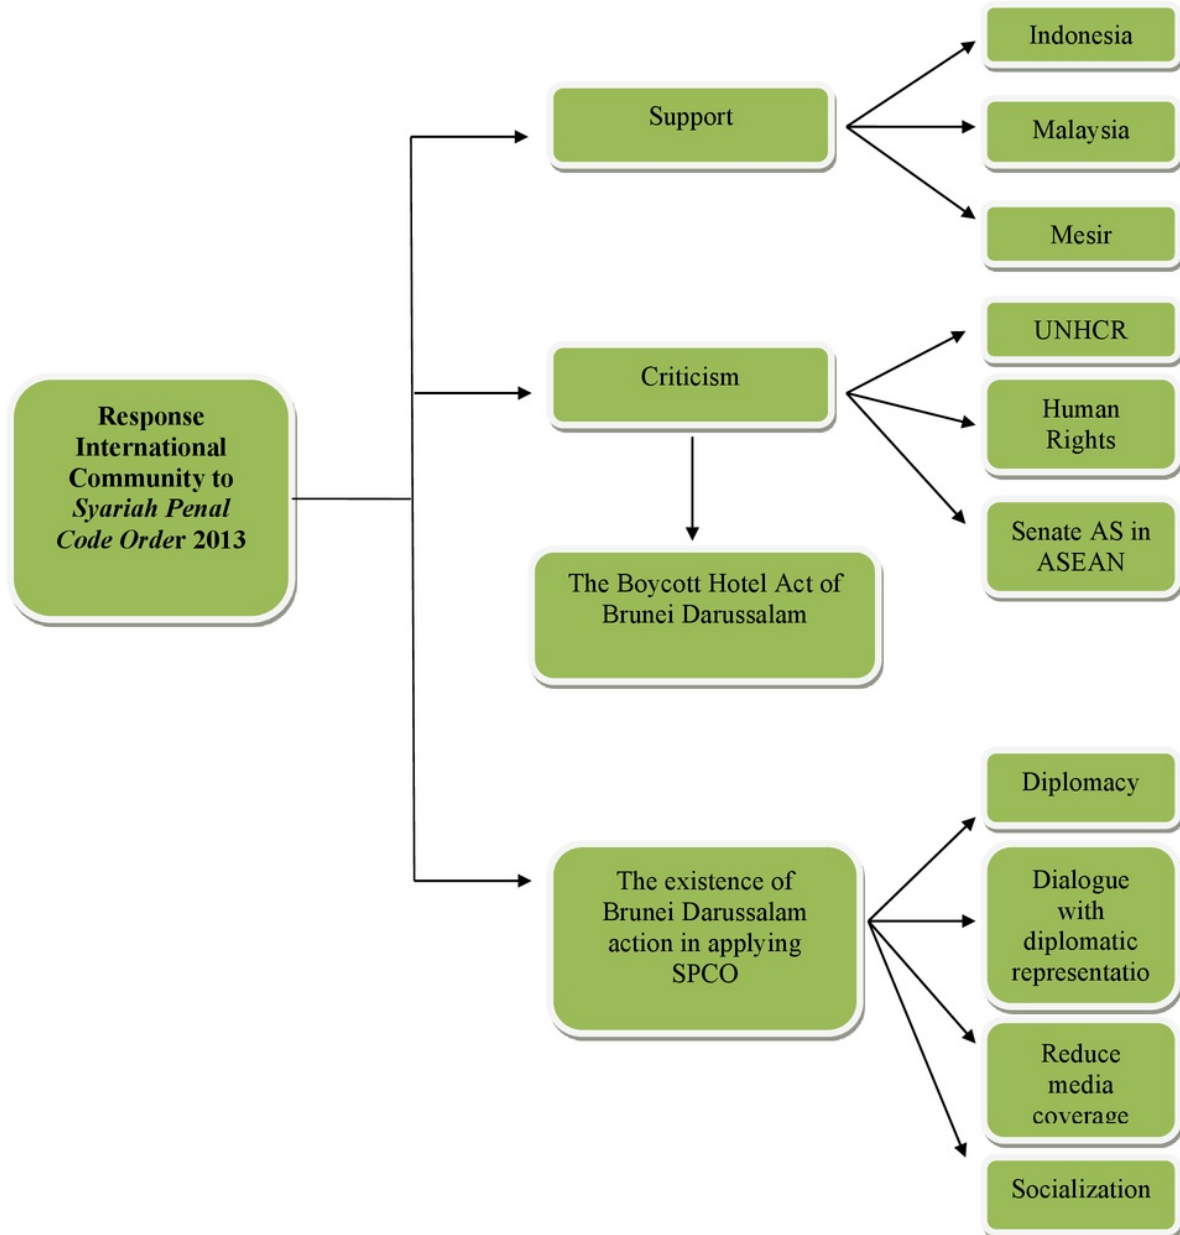 Response
International
Community to
Syariah Penal
Code Order 2013
Support
Indonesia
Malaysia
Mesir
Criticism
UNHCR
Human
Rights
Senate AS in
ASEAN
The Boycott Hotel Act of
Brunei Darussalam
The existence of
Brunei Darussalam
action in applying
SPCO
Diplomacy
Dialogue
with
diplomatic
representatio
Reduce
media
coverage
Socialization